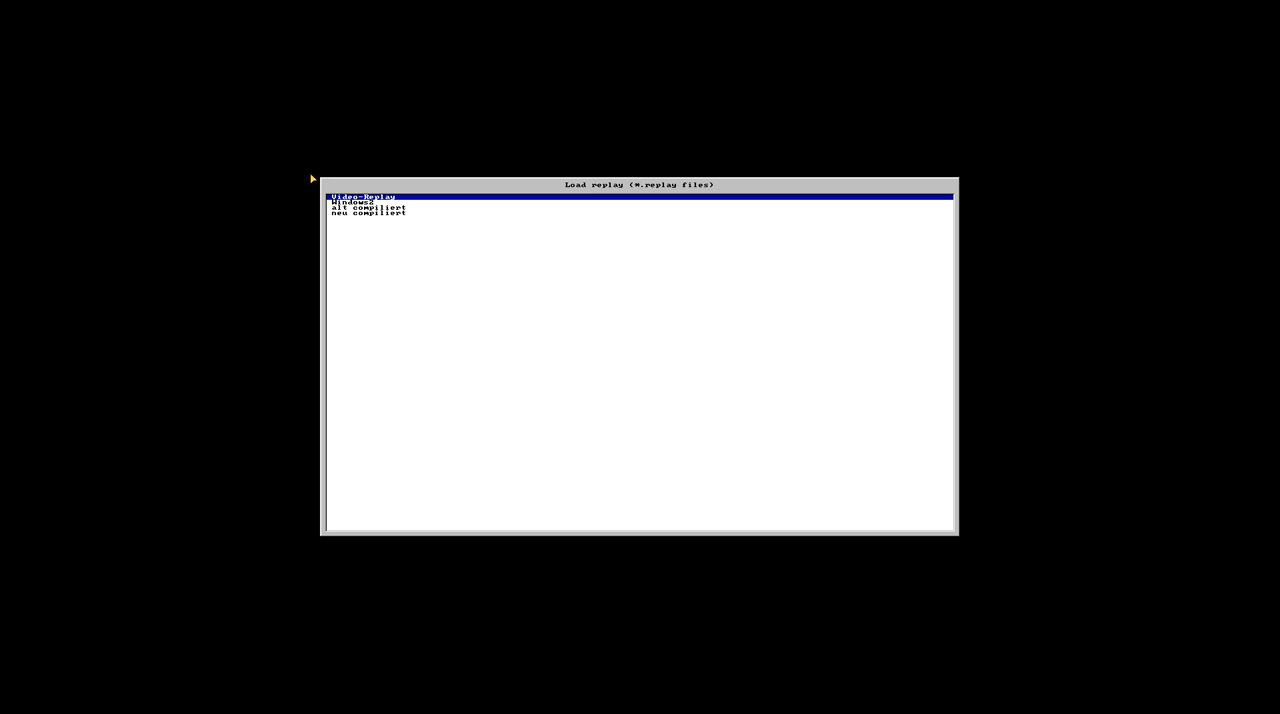 Load replay (*.replay files)
Video-Replay
Windows2
alt compiliert
neu compiliert